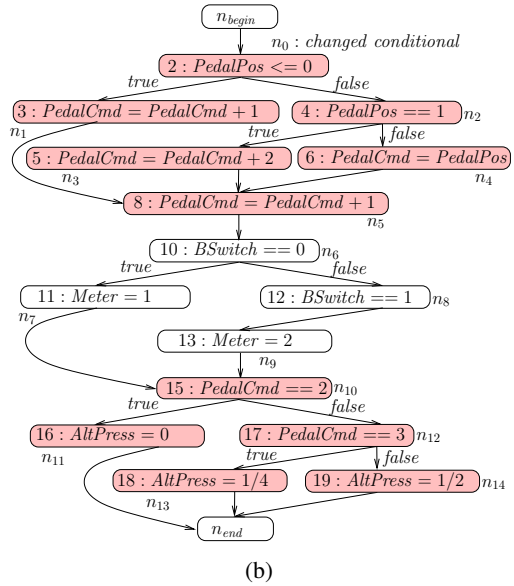 n_begin
n_0 : changed conditional
2 : PedalPos <= 0
true false
3 : PedalCmd = PedalCmd + 1 4 : PedalPos == 1
n_1 true false n_2
5 : PedalCmd = PedalCmd + 2 6 : PedalCmd = PedalPos
n_3 n_4
8 : PedalCmd = PedalCmd + 1
n_5
10 : BSwitch == 0 n_6
true false
11 : Meter = 1 12 : BSwitch == 1 n_8
n_7
13 : Meter = 2
n_9
15 : PedalCmd == 2 n_10
true false
16 : AltPress = 0 17 : PedalCmd == 3 n_12
n_11 true false
18 : AltPress = 1/4 19 : AltPress = 1/2 n_14
n_13
n_end
(b)